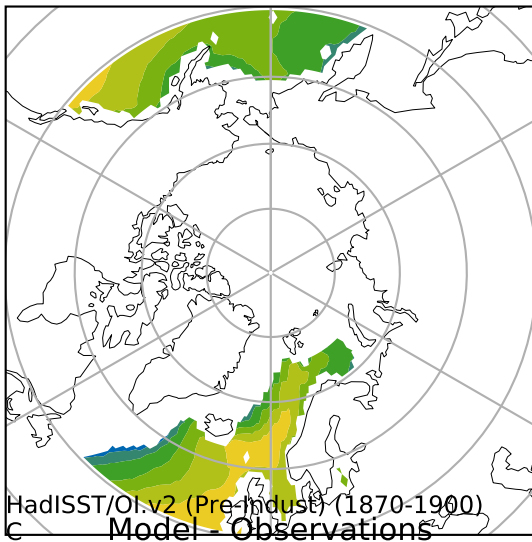 HadISST/OI.v2 (Pre-Indust) (1870-1900)
C Model - Observations